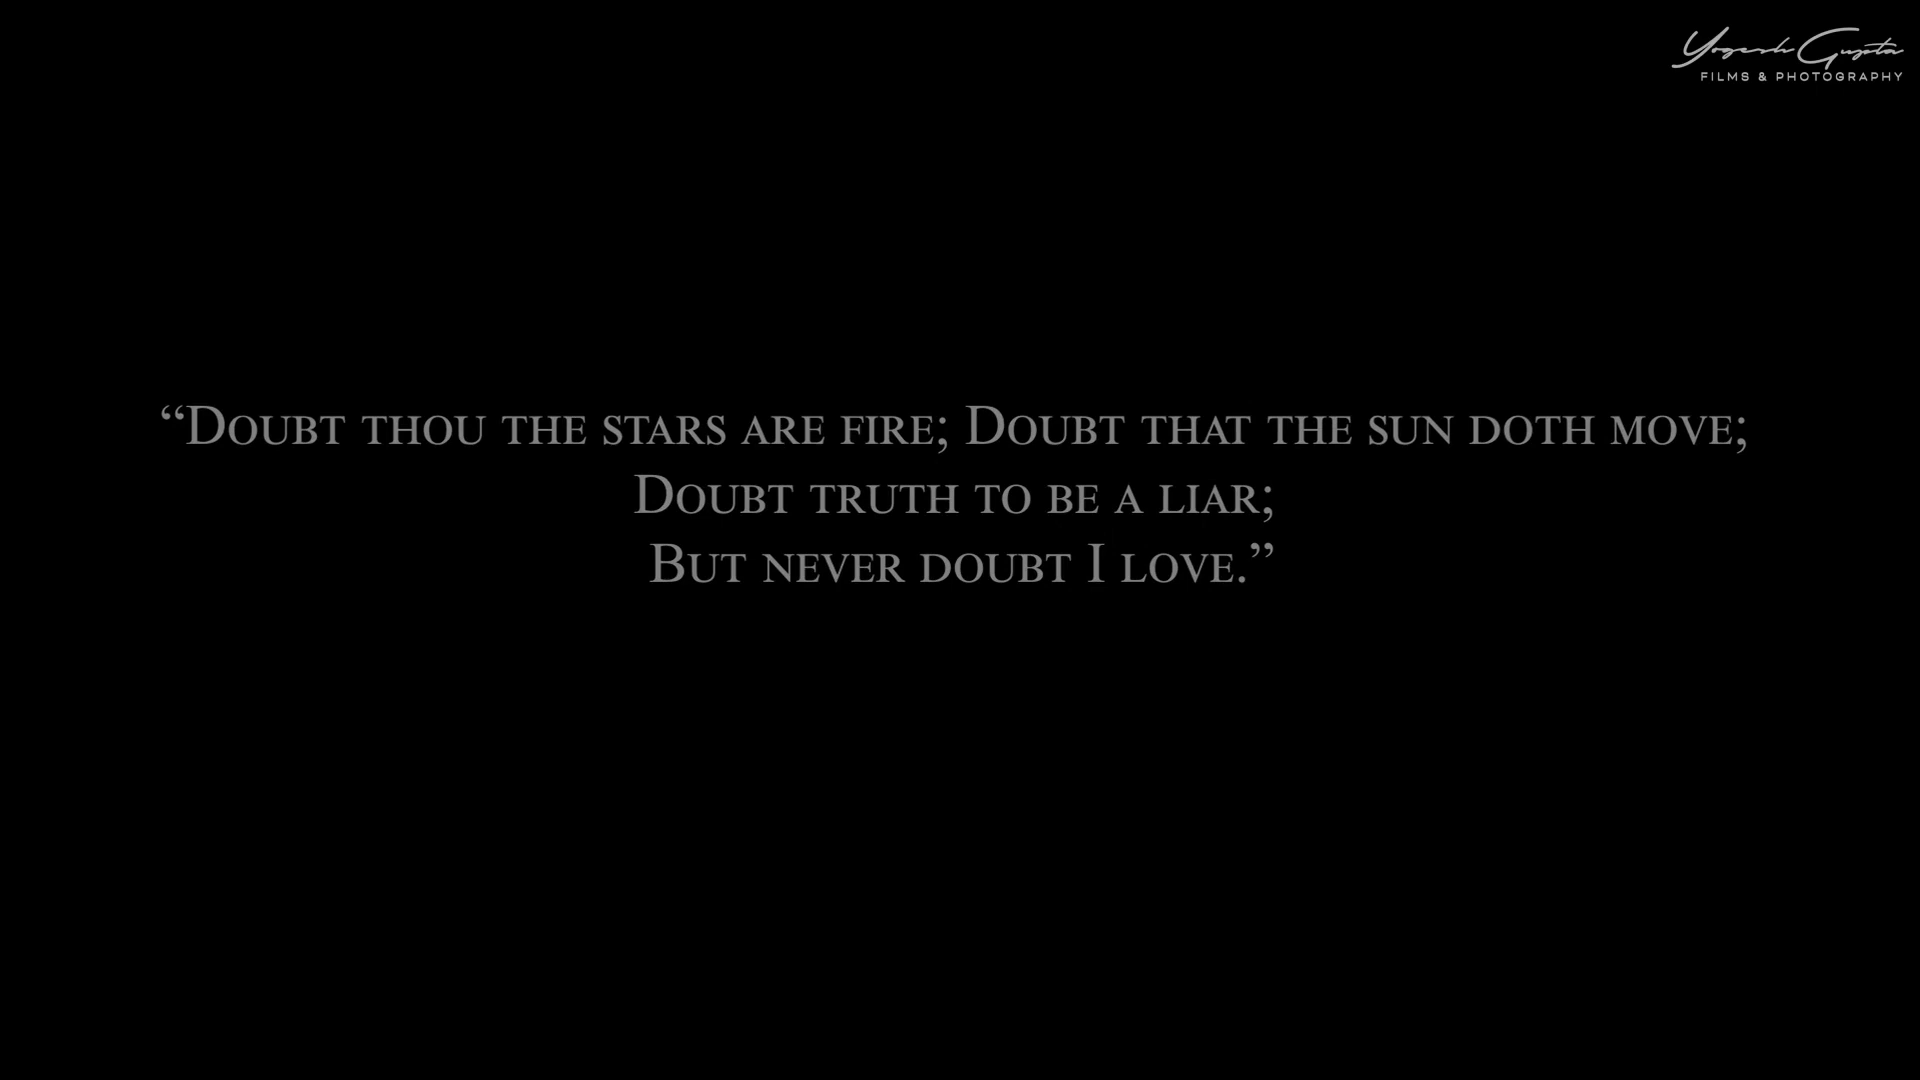 Yogesh Gupta
FILMS & PHOTOGRAPHY
“Doubt thou the stars are fire; Doubt that the sun doth move;
Doubt truth to be a liar;
But never doubt I love.”